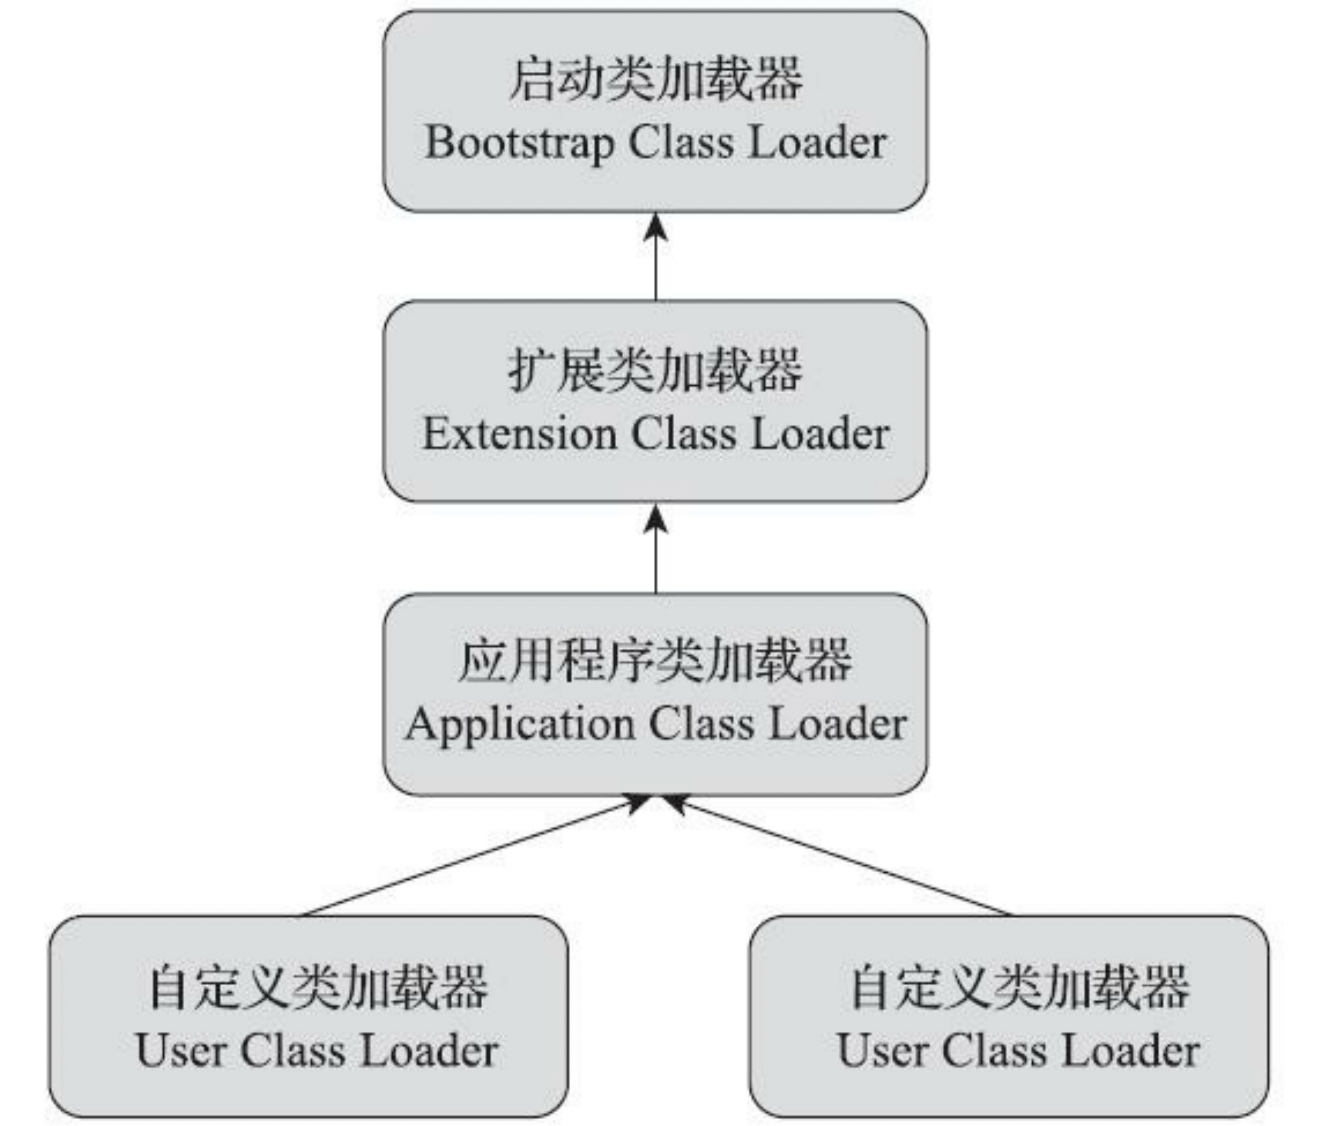 启动类加载器
Bootstrap Class Loader
扩展类加载器
Extension Class Loader
应用程序类加载器
Application Class Loader
自定义类加载器
User Class Loader
自定义类加载器
User Class Loader